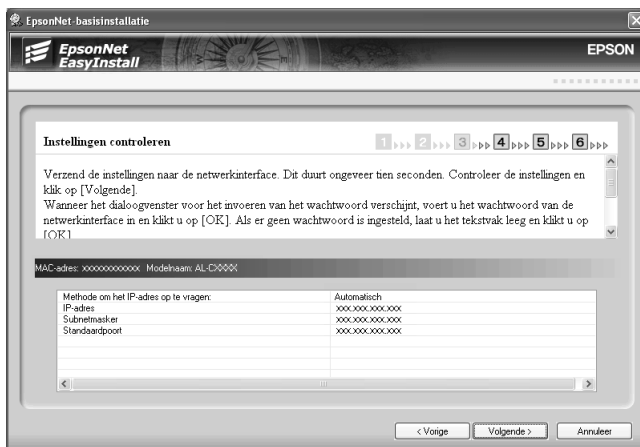 EpsonNet-basisinstallatie
EpsonNet
EasyInstall
EPSON
Instellingen controleren
1 2 3 4 5 6
Verzend de instellingen naar de netwerkinterface. Dit duurt ongeveer tien seconden. Controleer de instellingen en
klik op [Volgende].
Wanneer het dialoogvenster voor het invoeren van het wachtwoord verschijnt, voert u het wachtwoord van de
netwerkinterface in en klikt u op [OK]. Als er geen wachtwoord is ingesteld, laat u het tekstvak leeg en klikt u op
[OK]
MAC-adres: xxxxxxxxxxxx Modelnaam: AL-CXXXX
Methode om het IP-adres op te vragen: Automatisch
IP-adres xxx.xxx.xxx.xxx
Subnetmasker xxx.xxx.xxx.xxx
Standaardpoort xxx.xxx.xxx.xxx
< Vorige Volgende > Annuleer